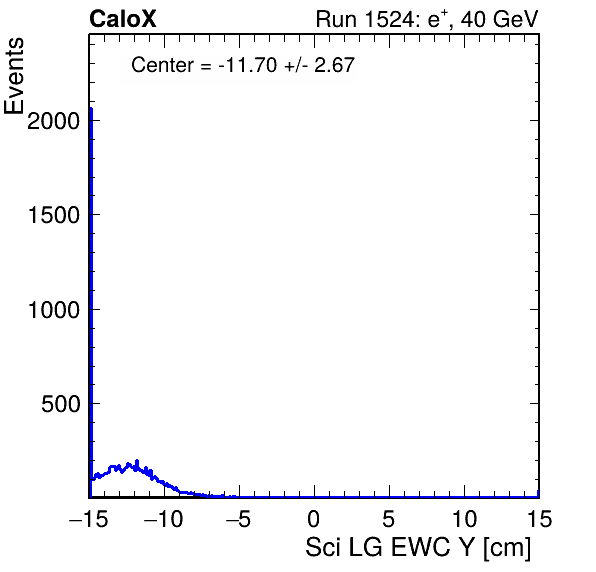 CaloX Run 1524: e⁺, 40 GeV
Center = -11.70 +/- 2.67
Events
2000
1500
1000
500
−15 −10 −5 0 5 10 15
Sci LG EWC Y [cm]